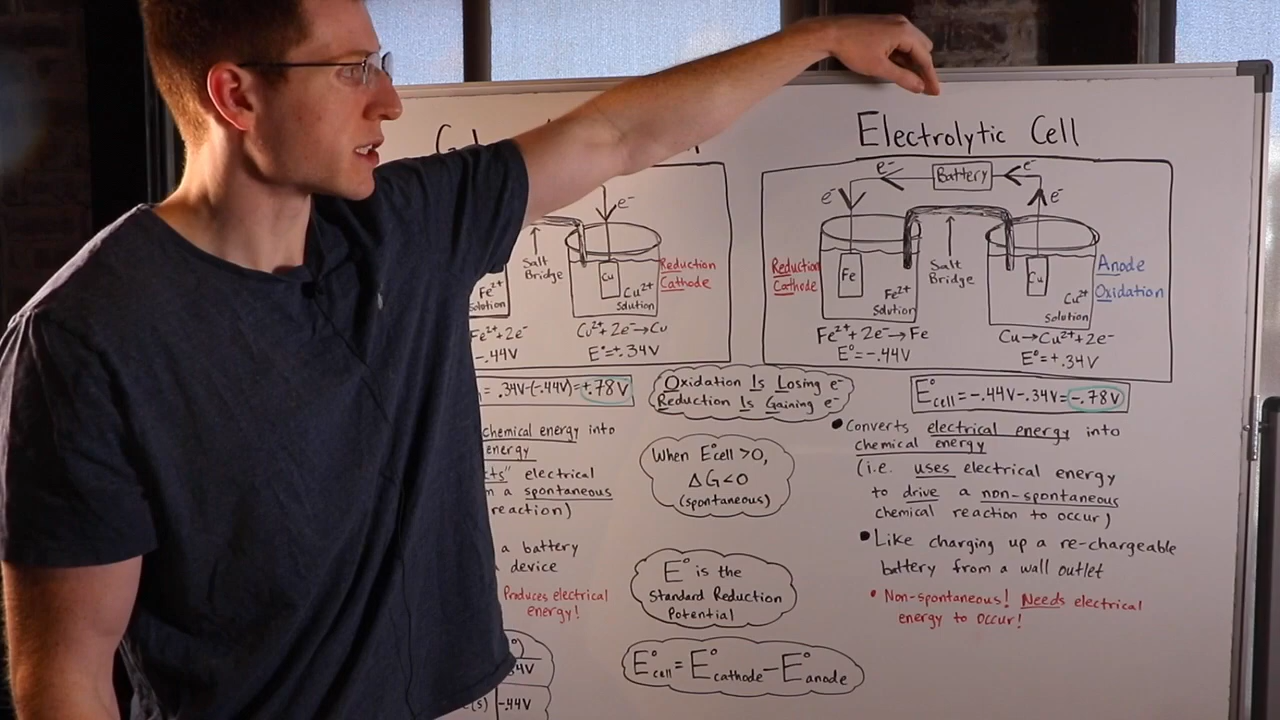 Electrolytic Cell
e⁻
Salt
Bridge
Reduction
Cathode
Cu
Cu²⁺
Solution
Fe²⁺
Solution
Fe²⁺+2e⁻
-.44V
Cu²⁺+2e⁻→Cu
E°=+.34V
= .34V-(-.44V)=+.78V
e⁻
Battery
e⁻
e⁻
e⁻
Reduction
Cathode
Fe
Fe²⁺
Solution
Salt
Bridge
Cu
Cu²⁺
Solution
Anode
Oxidation
Fe²⁺+2e⁻→Fe
E°=-.44V
Cu→Cu²⁺+2e⁻
E°=+.34V
E°cell=-.44V-.34V=-.78V
Oxidation Is Losing e⁻
Reduction Is Gaining e⁻
When E°cell >0,
ΔG<0
(spontaneous)
E° is the
Standard Reduction
Potential
E°cell=E°cathode-E°anode
chemical energy into
energy
electrical
a spontaneous
reaction)
a battery
device
Produces electrical
energy!
-.44V
• Converts electrical energy into
chemical energy
(i.e. uses electrical energy
to drive a non-spontaneous
chemical reaction to occur)
• Like charging up a re-chargeable
battery from a wall outlet
• Non-spontaneous! Needs electrical
energy to occur!